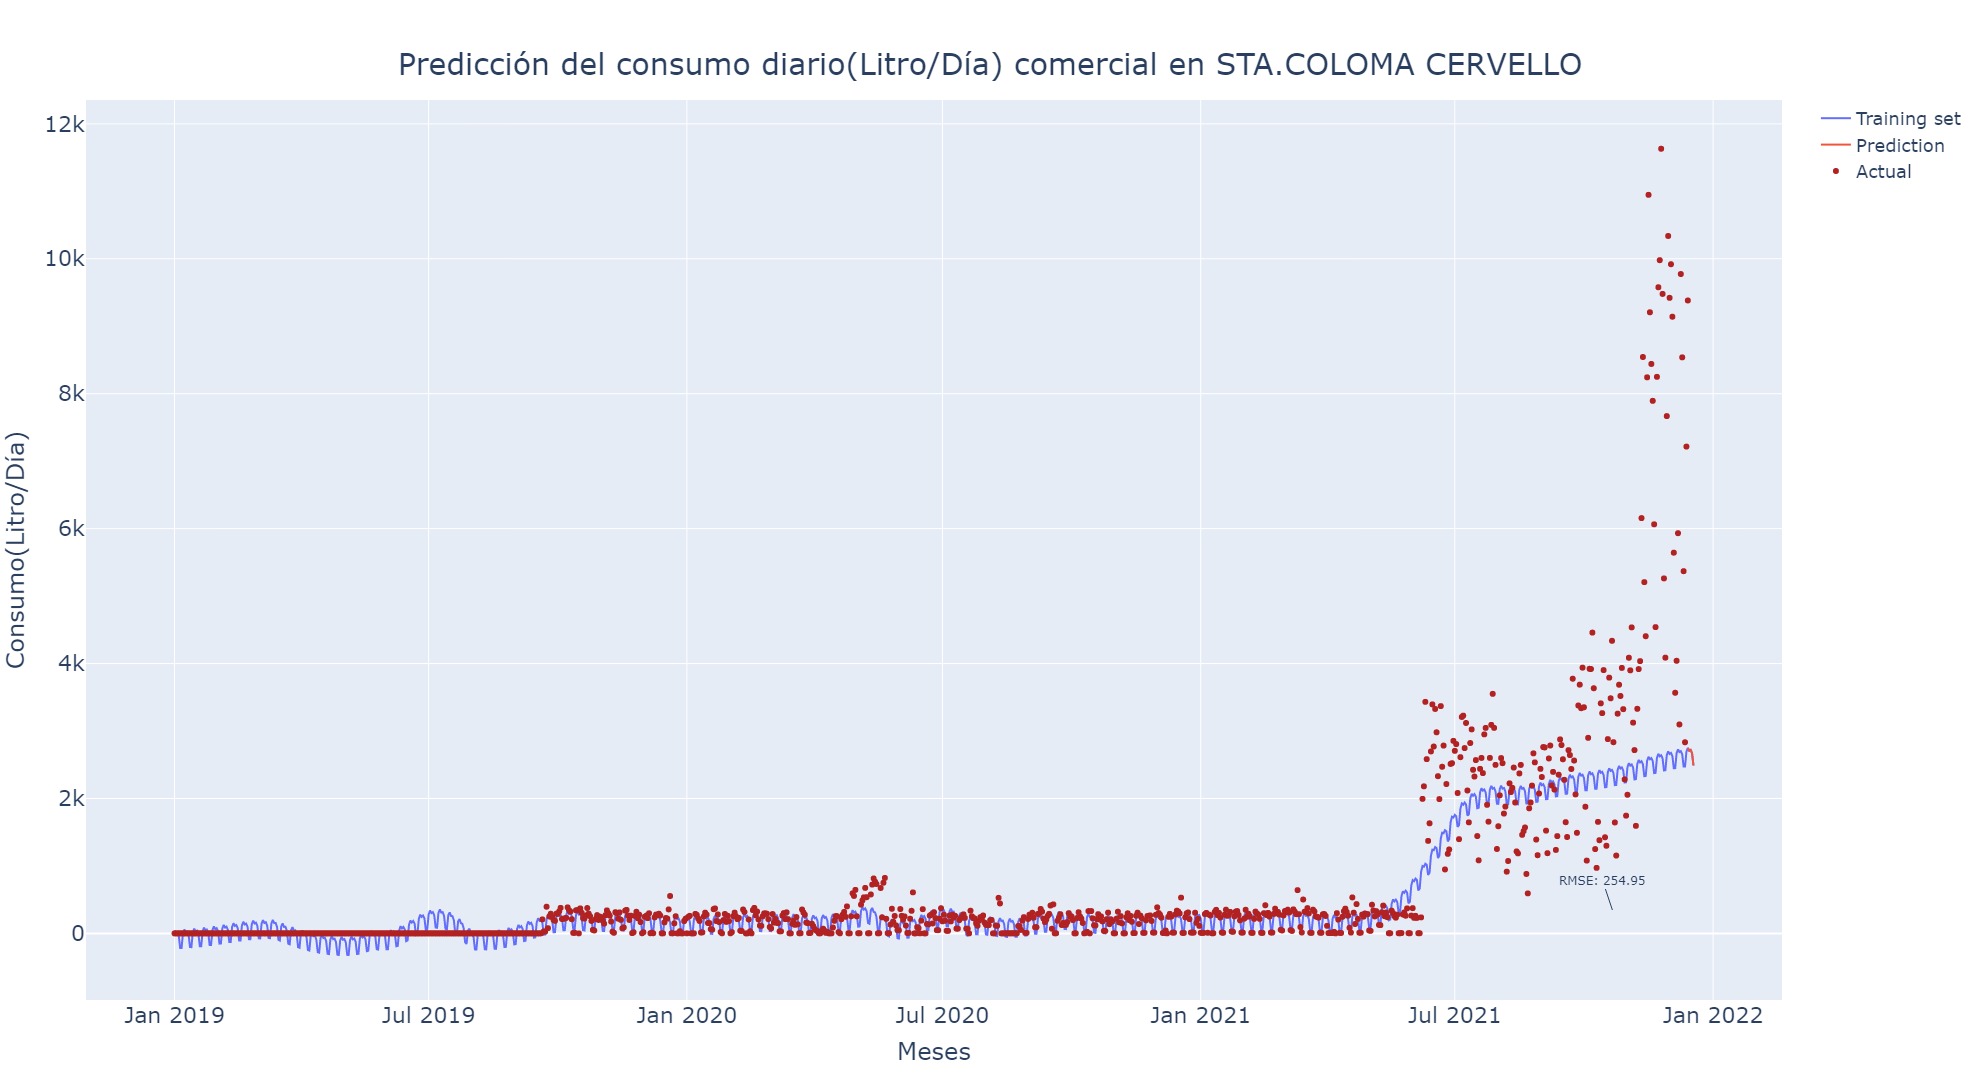 Predicción del consumo diario(Litro/Día) comercial en STA.COLOMA CERVELLO
Training set
Prediction
Actual
Consumo(Litro/Día)
12k
10k
8k
6k
4k
2k
0
RMSE: 254.95
Jan 2019
Jul 2019
Jan 2020
Jul 2020
Jan 2021
Jul 2021
Jan 2022
Meses